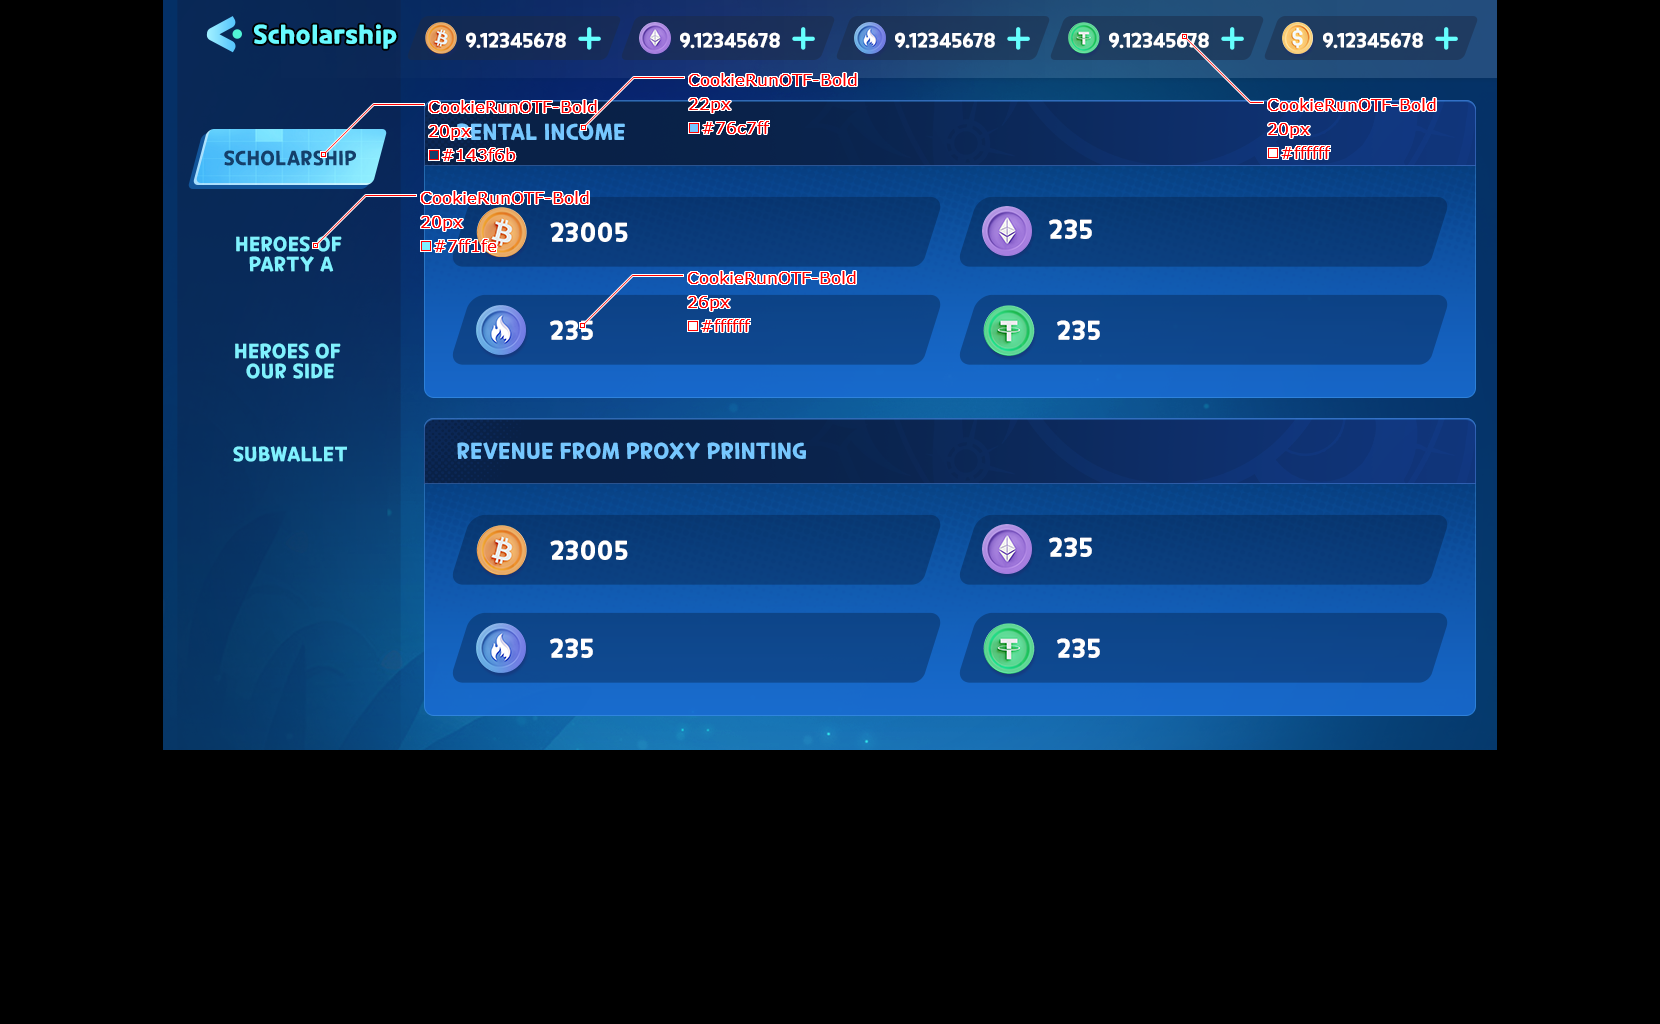 Scholarship
9.12345678
9.12345678
9.12345678
9.12345678
9.12345678
CookieRunOTF-Bold
22px
#76c7ff
CookieRunOTF-Bold
20px
#143f6b
CookieRunOTF-Bold
20px
#ffffff
RENTAL INCOME
SCHOLARSHIP
CookieRunOTF-Bold
20px
#7ff1fe
HEROES OF
PARTY A
23005
235
CookieRunOTF-Bold
26px
#ffffff
235
235
HEROES OF
OUR SIDE
SUBWALLET
REVENUE FROM PROXY PRINTING
23005
235
235
235